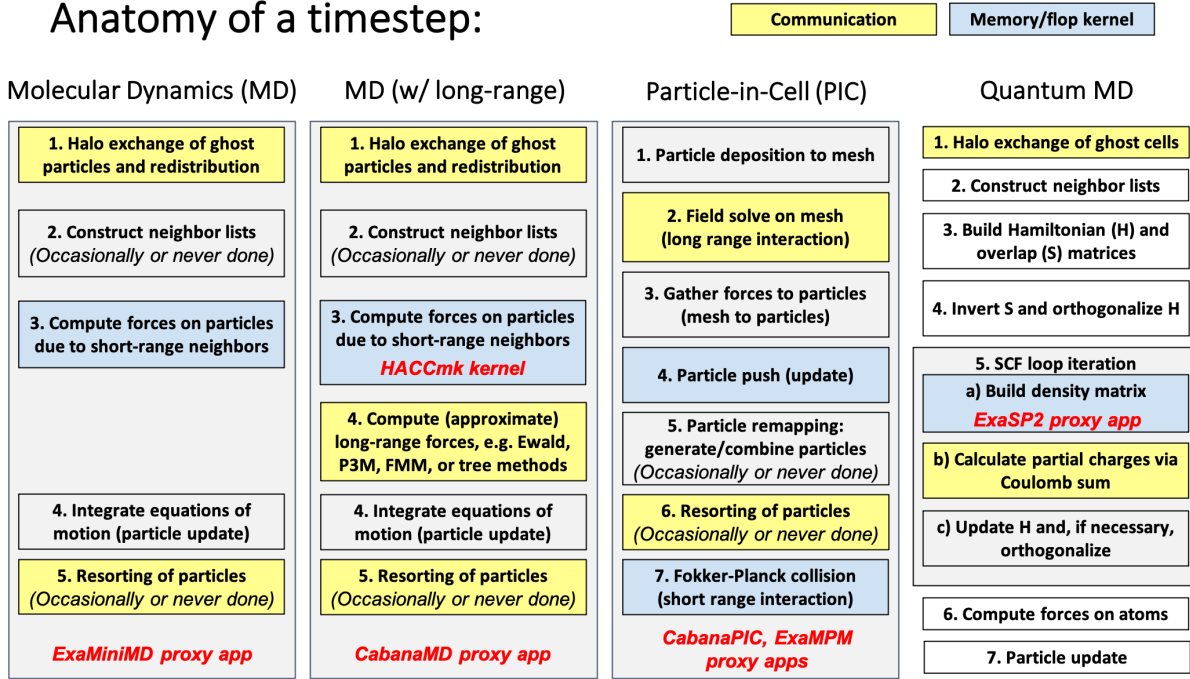 Anatomy of a timestep:
Communication
Memory/flop kernel
Molecular Dynamics (MD)
1. Halo exchange of ghost
particles and redistribution
2. Construct neighbor lists
(Occasionally or never done)
3. Compute forces on particles
due to short-range neighbors
4. Integrate equations of
motion (particle update)
5. Resorting of particles
(Occasionally or never done)
ExaMiniMD proxy app
MD (w/ long-range)
1. Halo exchange of ghost
particles and redistribution
2. Construct neighbor lists
(Occasionally or never done)
3. Compute forces on particles
due to short-range neighbors
HACCmk kernel
4. Compute (approximate)
long-range forces, e.g. Ewald,
P3M, FMM, or tree methods
4. Integrate equations of
motion (particle update)
5. Resorting of particles
(Occasionally or never done)
CabanaMD proxy app
Particle-in-Cell (PIC)
1. Particle deposition to mesh
2. Field solve on mesh
(long range interaction)
3. Gather forces to particles
(mesh to particles)
4. Particle push (update)
5. Particle remapping:
generate/combine particles
(Occasionally or never done)
6. Resorting of particles
(Occasionally or never done)
7. Fokker-Planck collision
(short range interaction)
CabanaPIC, ExaMPM
proxy apps
Quantum MD
1. Halo exchange of ghost cells
2. Construct neighbor lists
3. Build Hamiltonian (H) and
overlap (S) matrices
4. Invert S and orthogonalize H
5. SCF loop iteration
a) Build density matrix
ExaSP2 proxy app
b) Calculate partial charges via
Coulomb sum
c) Update H and, if necessary,
orthogonalize
6. Compute forces on atoms
7. Particle update